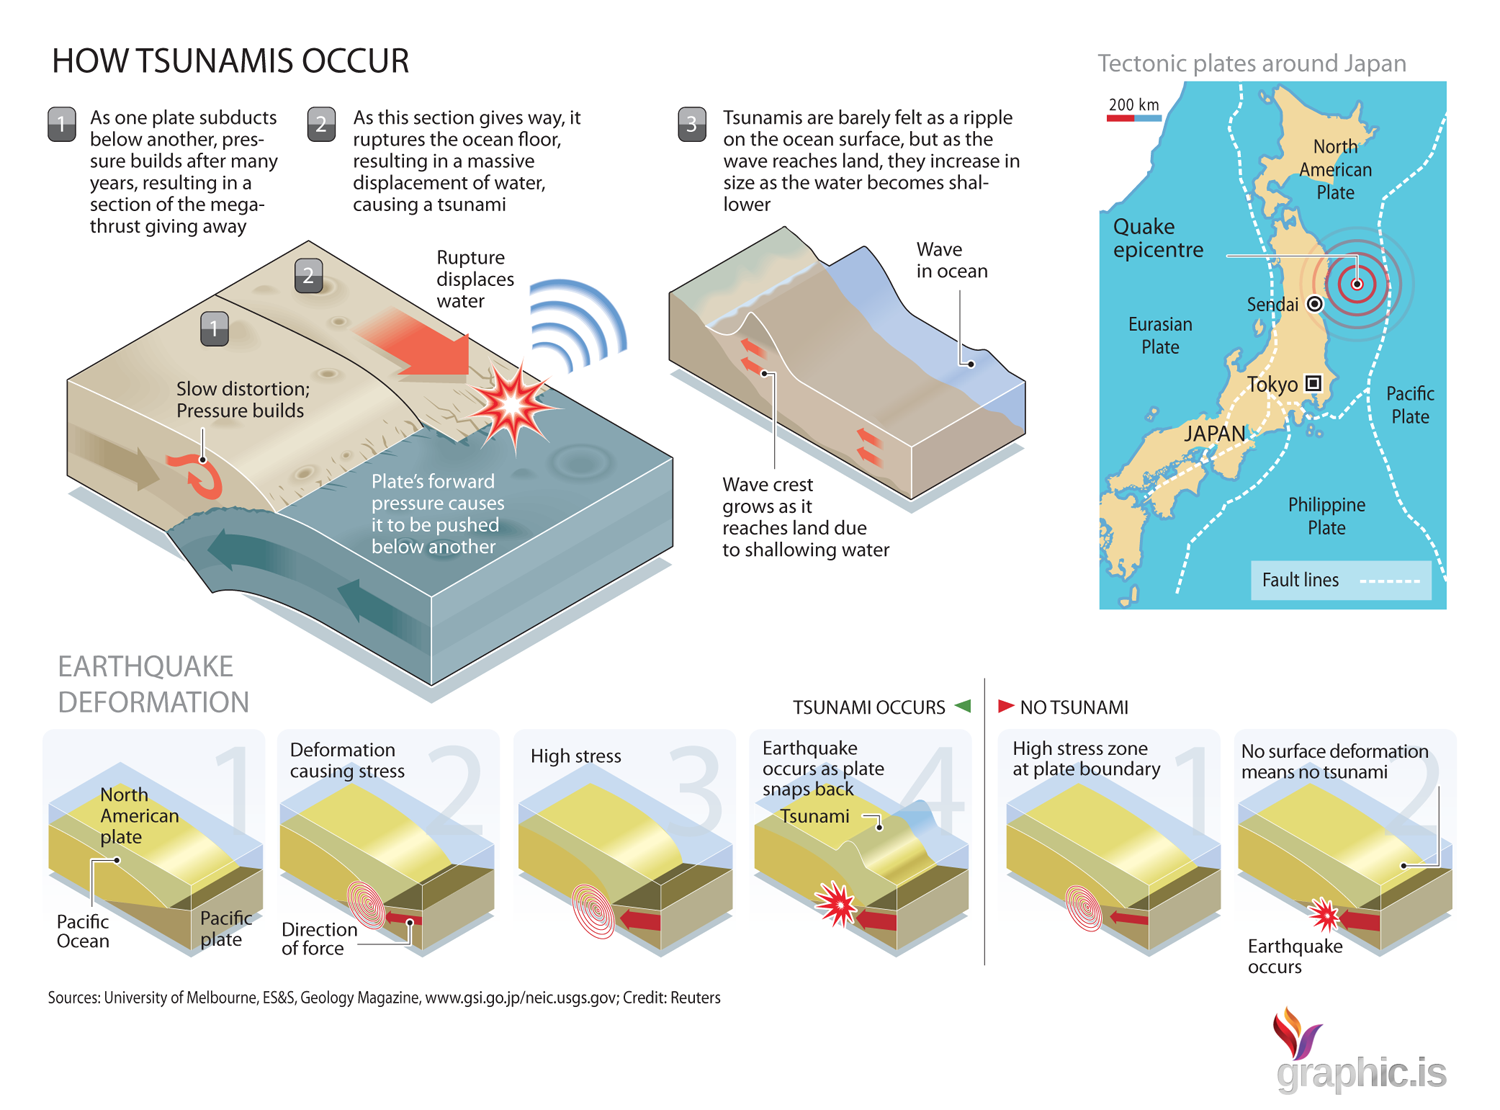 HOW TSUNAMIS OCCUR
1
As one plate subducts
below another, pres-
sure builds after many
years, resulting in a
section of the mega-
thrust giving away
2
As this section gives way, it
ruptures the ocean floor,
resulting in a massive
displacement of water,
causing a tsunami
3
Tsunamis are barely felt as a ripple
on the ocean surface, but as the
wave reaches land, they increase in
size as the water becomes shal-
lower
2
1
Rupture
displaces
water
Slow distortion;
Pressure builds
Plate's forward
pressure causes
it to be pushed
below another
Wave
in ocean
Wave crest
grows as it
reaches land due
to shallowing water
Tectonic plates around Japan
200 km
North
American
Plate
Quake
epicentre
Sendai
Eurasian
Plate
Tokyo
Pacific
Plate
JAPAN
Philippine
Plate
Fault lines
EARTHQUAKE
DEFORMATION
TSUNAMI OCCURS
NO TSUNAMI
1
North
American
plate
Pacific
Ocean
Pacific
plate
2
Deformation
causing stress
Direction
of force
3
High stress
4
Earthquake
occurs as plate
snaps back
Tsunami
1
High stress zone
at plate boundary
2
No surface deformation
means no tsunami
Earthquake
occurs
Sources: University of Melbourne, ES&S, Geology Magazine, www.gsi.go.jp/neic.usgs.gov; Credit: Reuters
graphic.is